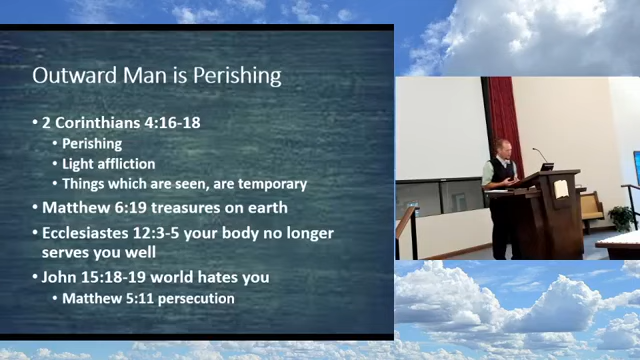 Outward Man is Perishing
• 2 Corinthians 4:16-18
• Perishing
• Light affliction
• Things which are seen, are temporary
• Matthew 6:19 treasures on earth
• Ecclesiastes 12:3-5 your body no longer
serves you well
• John 15:18-19 world hates you
• Matthew 5:11 persecution